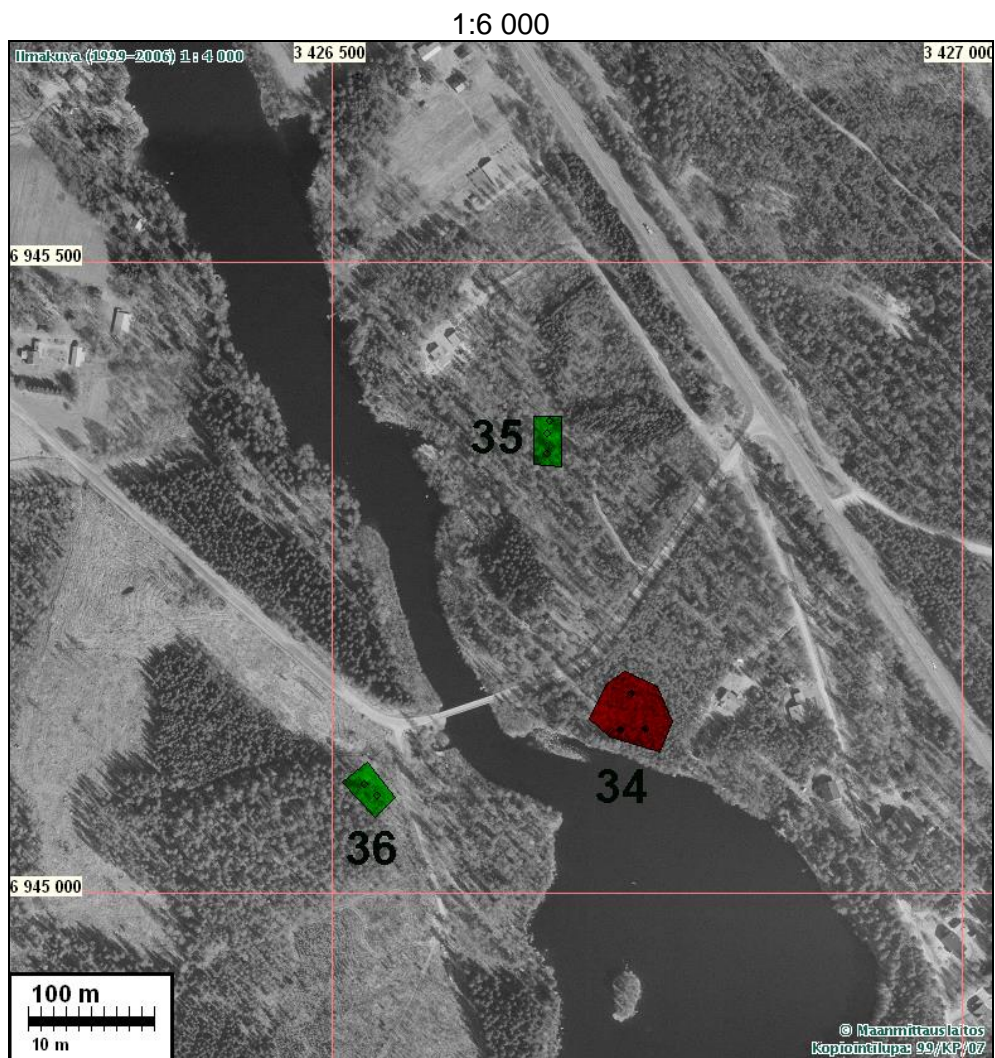 1:6 000
Ilmakuva (1999–2006) 1 : 4 000
3 426 500
3 427 000
6 945 500
35
34
36
6 945 000
100 m
10 m
© Maanmittauslaitos
Kopiointilupa: 99/KP/07